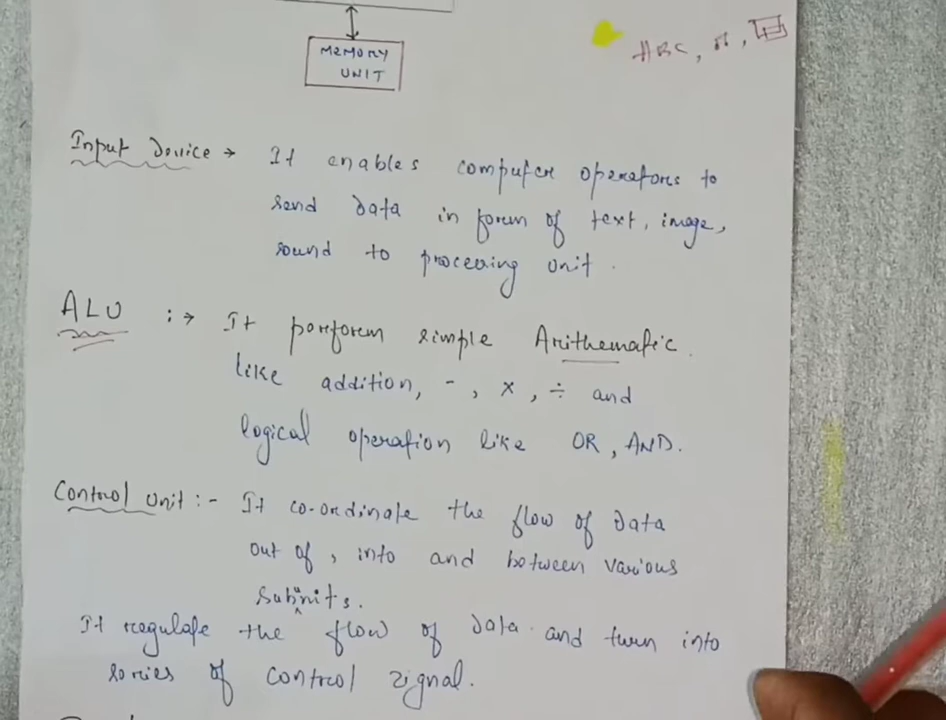 MEMORY
UNIT
ABC,
Input Device → It enables computer operators to
send data in form of text, image,
sound to processing unit.
ALU :→ It perform simple Arithematic.
like addition, -, ×, ÷ and
logical operation like OR, AND.
Control Unit :- It co-ordinate the flow of data
out of, into and between various
subunits.
It regulate the flow of data and turn into
series of control signal.